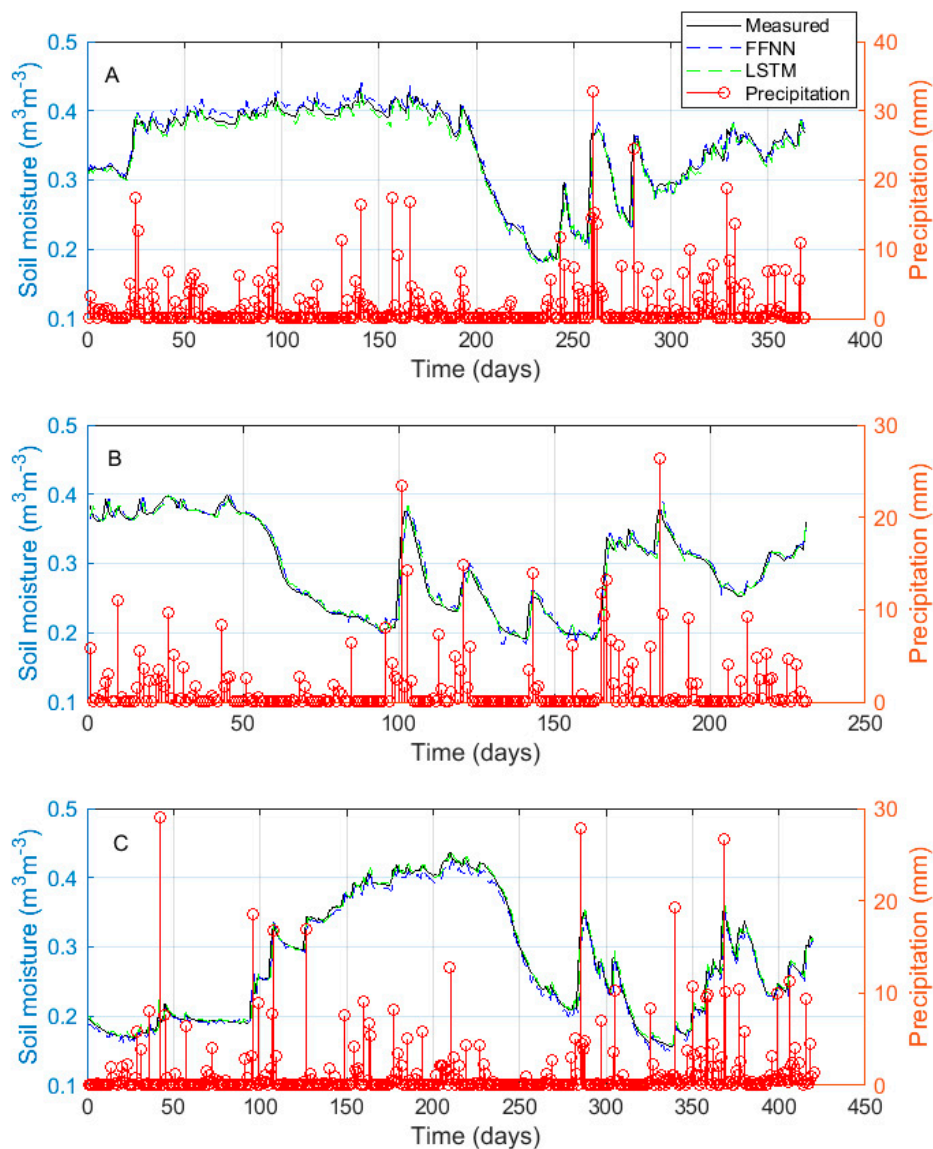 Measured
FFNN
LSTM
Precipitation
A
Soil moisture (m³m⁻³)
0.5
0.4
0.3
0.2
0.1
Precipitation (mm)
40
30
20
10
0
0 50 100 150 200 250 300 350 400
Time (days)
B
Soil moisture (m³m⁻³)
0.5
0.4
0.3
0.2
0.1
Precipitation (mm)
30
20
10
0
0 50 100 150 200 250
Time (days)
C
Soil moisture (m³m⁻³)
0.5
0.4
0.3
0.2
0.1
Precipitation (mm)
30
20
10
0
0 50 100 150 200 250 300 350 400 450
Time (days)